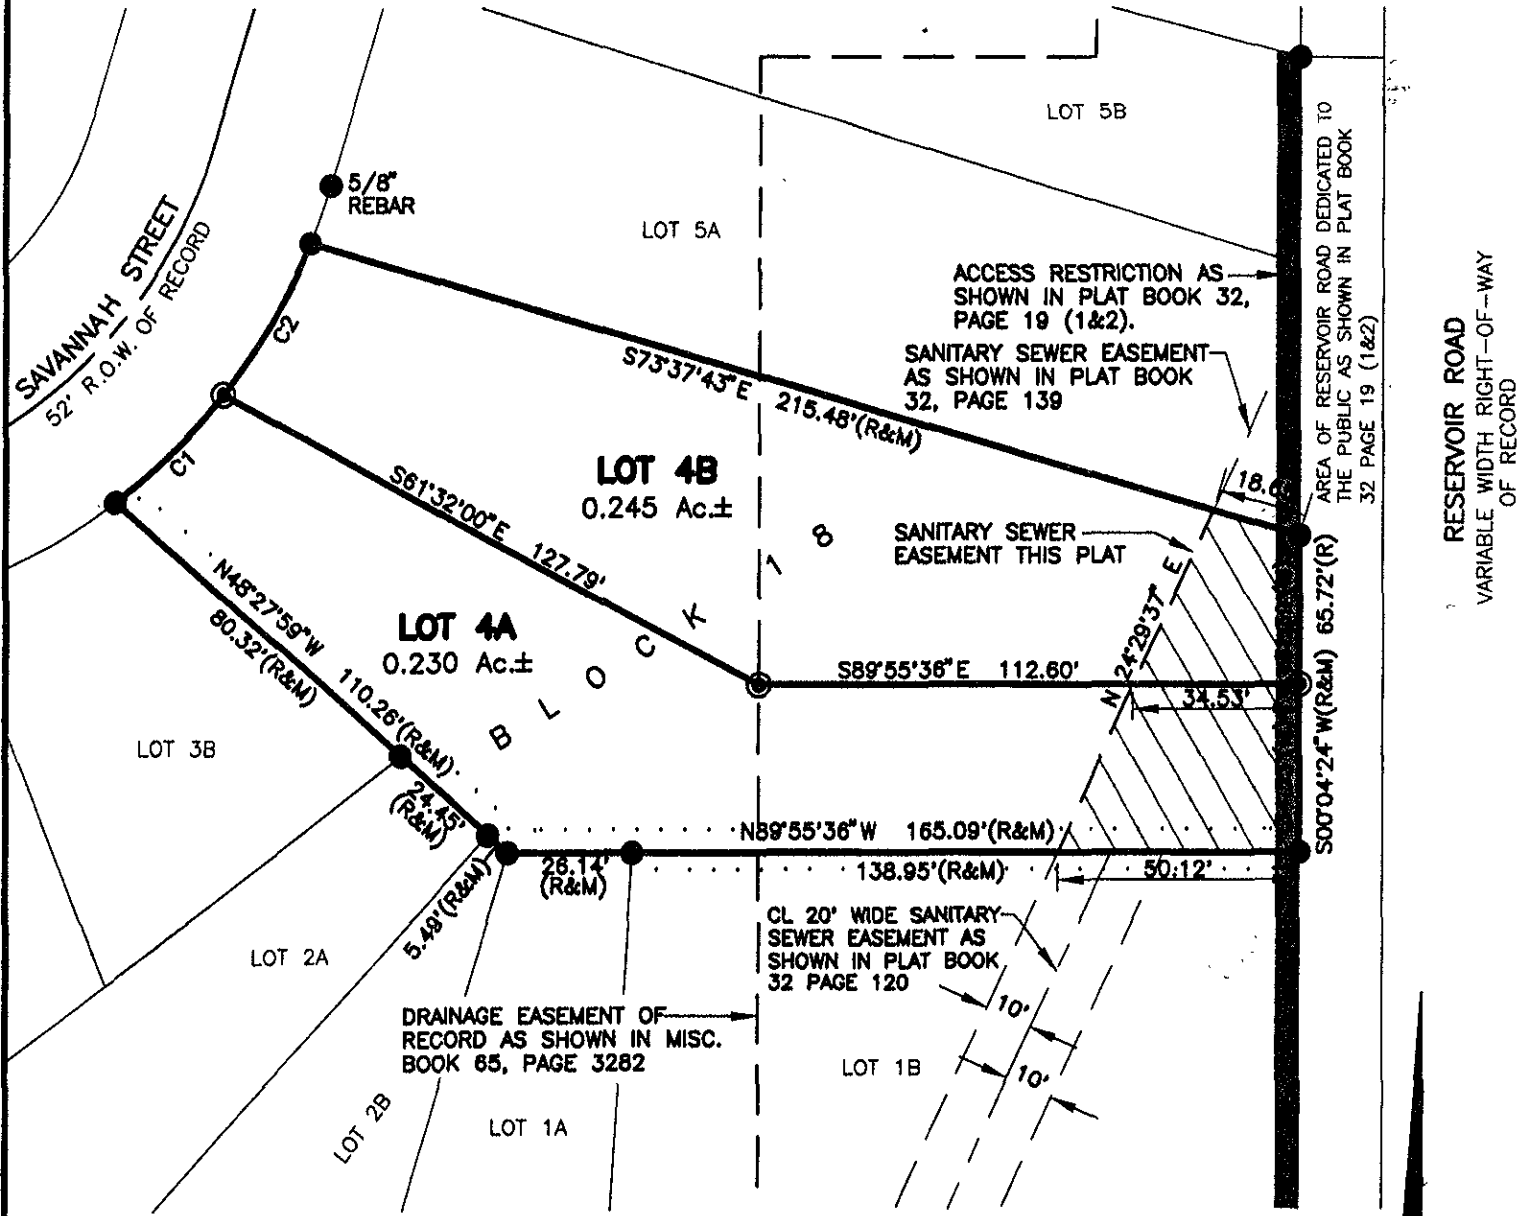 LOT 5B
5/8"
REBAR
LOT 5A
SAVANNAH STREET
52' R.O.W. OF RECORD
C2
C1
ACCESS RESTRICTION AS
SHOWN IN PLAT BOOK 32,
PAGE 19 (1&2).
SANITARY SEWER EASEMENT
AS SHOWN IN PLAT BOOK
32, PAGE 139
AREA OF RESERVOIR ROAD DEDICATED TO
THE PUBLIC AS SHOWN IN PLAT BOOK
32 PAGE 19 (1&2)
RESERVOIR ROAD
VARIABLE WIDTH RIGHT-OF-WAY
OF RECORD
S73°37'43"E 215.48'(R&M)
LOT 4B
0.245 Ac.±
S61°32'00"E 127.79'
SANITARY SEWER
EASEMENT THIS PLAT
BLOCK 18
N 24°29'37" E
S00°04'24"W(R&M) 65.72'(R)
LOT 4A
0.230 Ac.±
N48°27'59"W 110.26'(R&M)
80.32'(R&M)
24.45'
(R&M)
5.49'(R&M)
S89°55'36"E 112.60'
34.53'
LOT 3B
N89°55'36"W 165.09'(R&M)
26.14'
(R&M)
138.95'(R&M)
50.12'
CL 20' WIDE SANITARY
SEWER EASEMENT AS
SHOWN IN PLAT BOOK
32 PAGE 120
10'
10'
LOT 2A
DRAINAGE EASEMENT OF
RECORD AS SHOWN IN MISC.
BOOK 65, PAGE 3282
LOT 1B
LOT 2B
LOT 1A